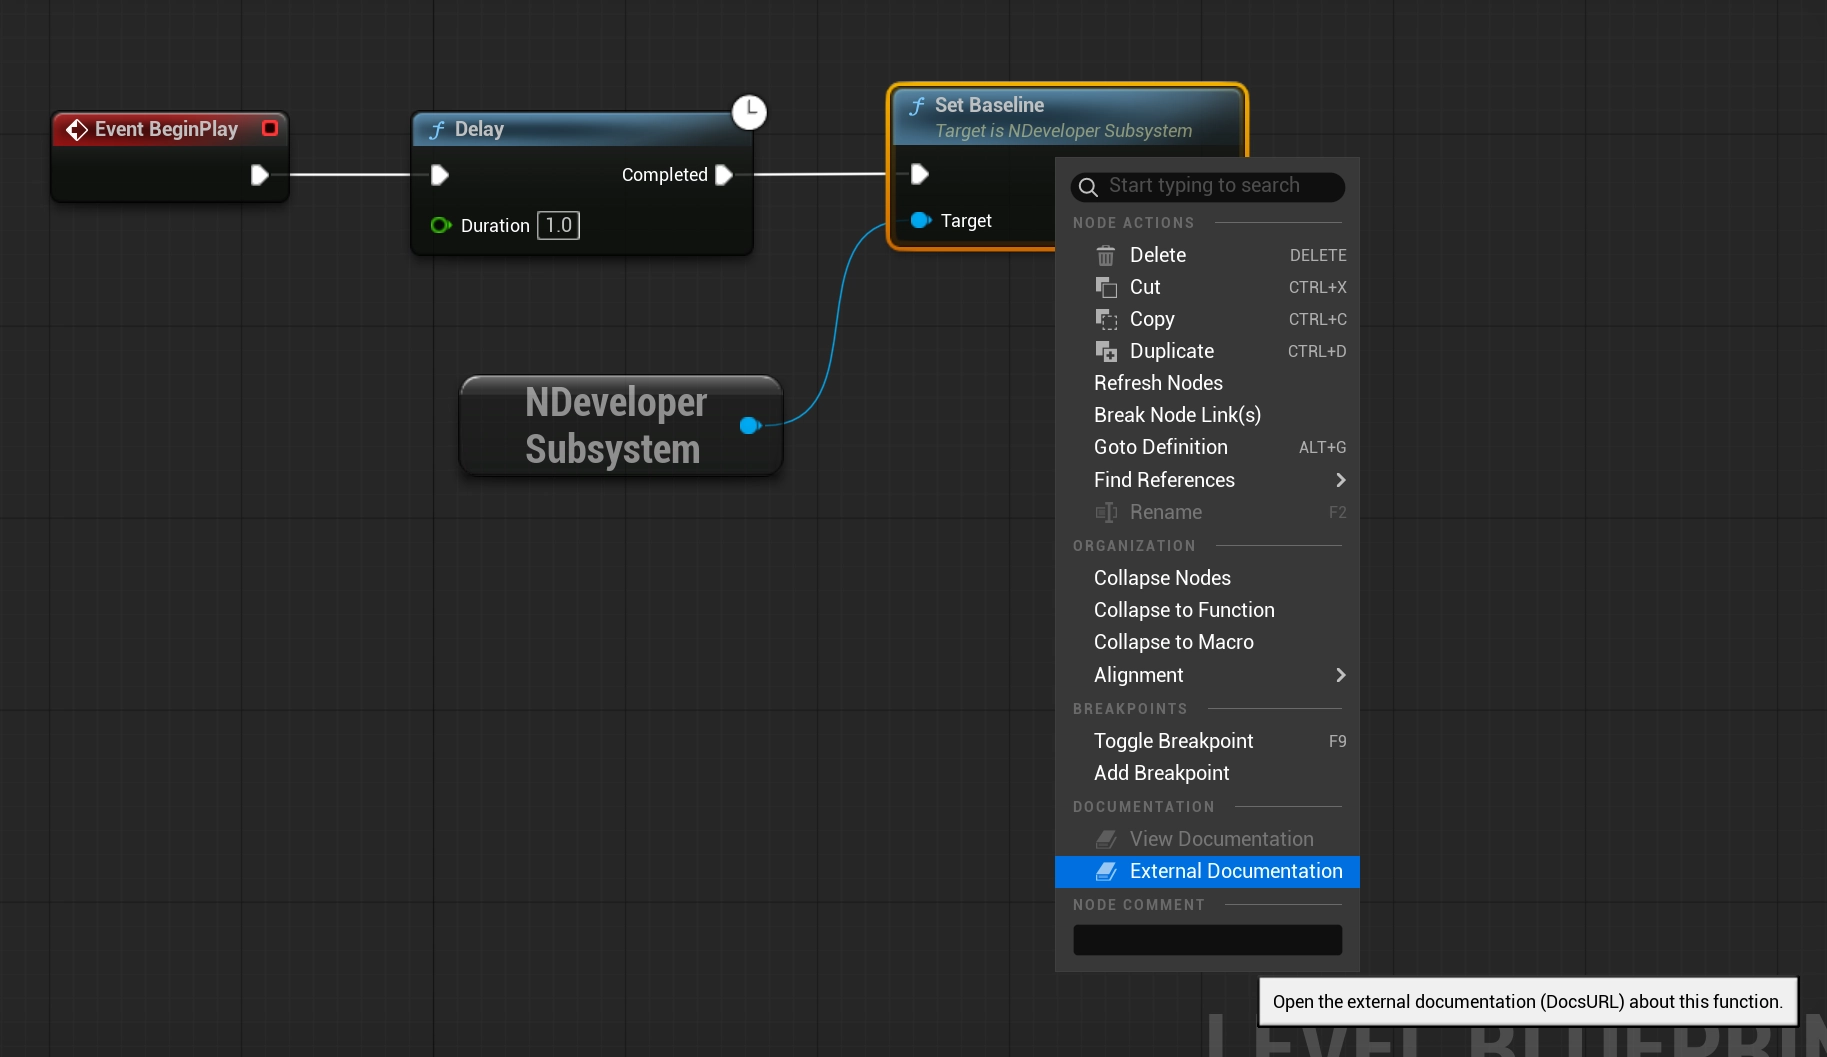 Event BeginPlay
Delay
Completed
Duration 1.0
Set Baseline
Target is NDeveloper Subsystem
Target
NDeveloper
Subsystem
Start typing to search
NODE ACTIONS
Delete DELETE
Cut CTRL+X
Copy CTRL+C
Duplicate CTRL+D
Refresh Nodes
Break Node Link(s)
Goto Definition ALT+G
Find References
Rename F2
ORGANIZATION
Collapse Nodes
Collapse to Function
Collapse to Macro
Alignment
BREAKPOINTS
Toggle Breakpoint F9
Add Breakpoint
DOCUMENTATION
View Documentation
External Documentation
NODE COMMENT
Open the external documentation (DocsURL) about this function.
LEVEL